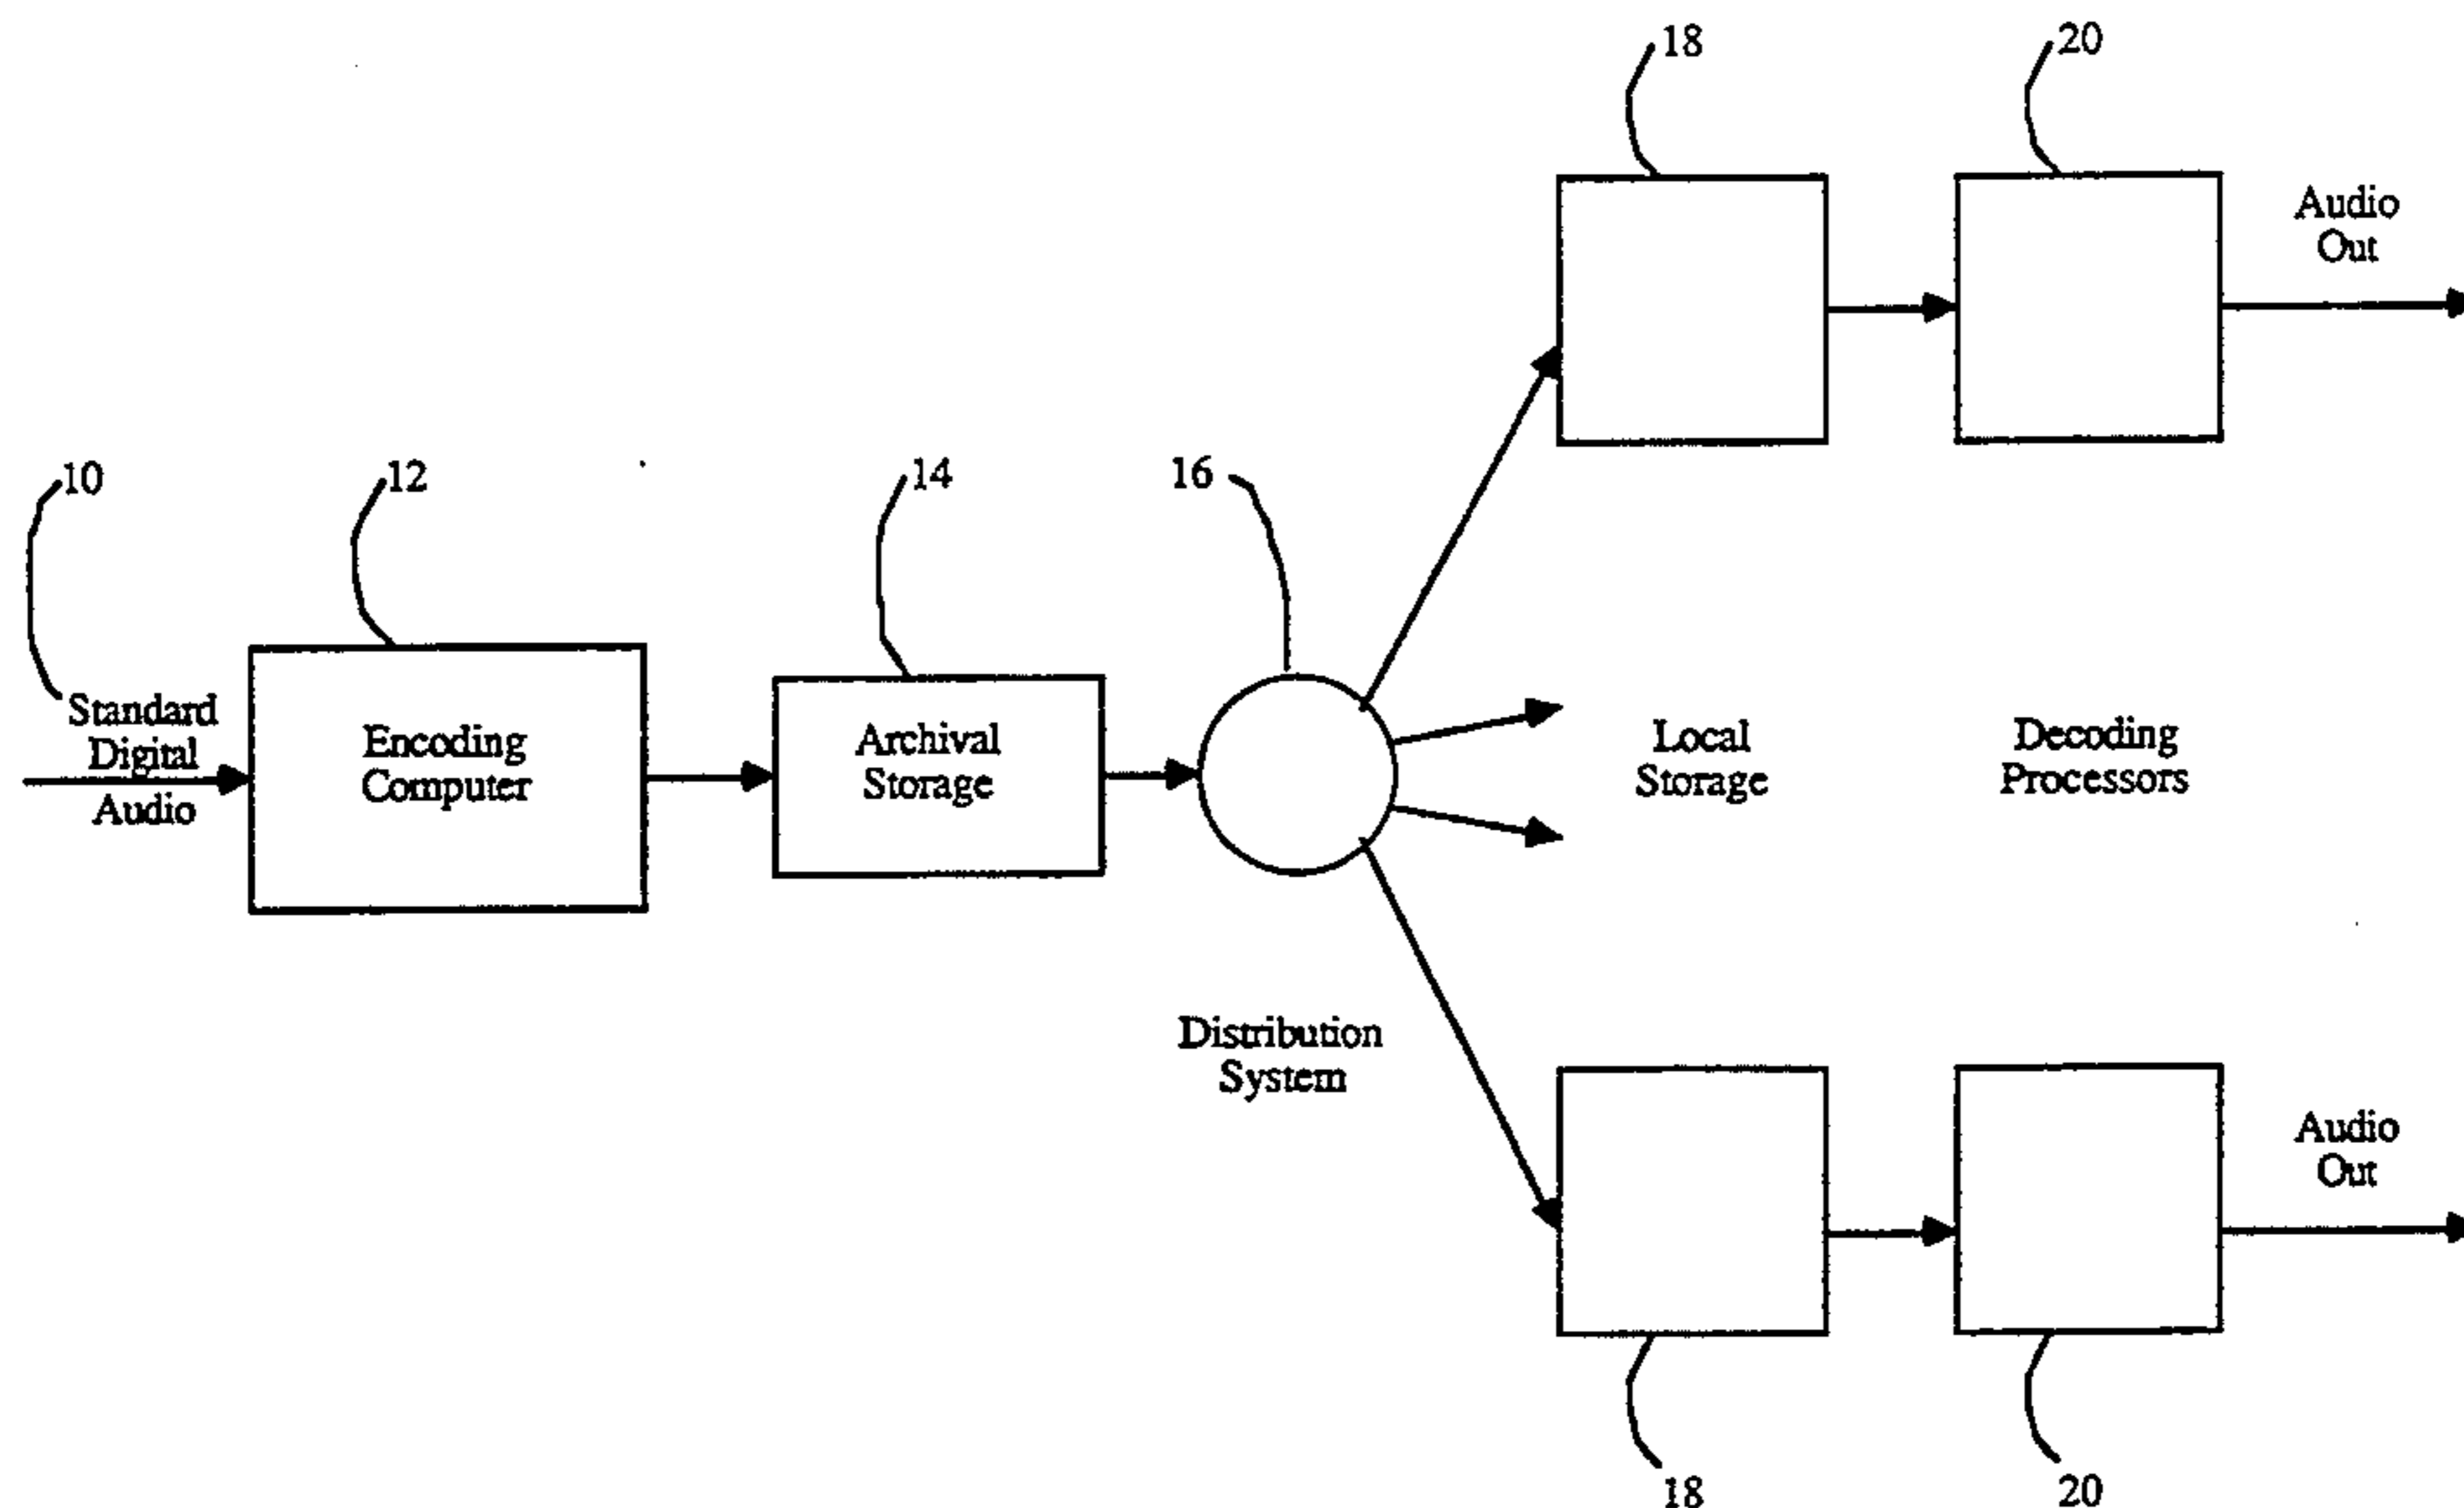 18
20
Audio
Out
10
12
14
16
Standard
Digital
Audio
Encoding
Computer
Archival
Storage
Local
Storage
Decoding
Processors
Distribution
System
Audio
Out
18
20